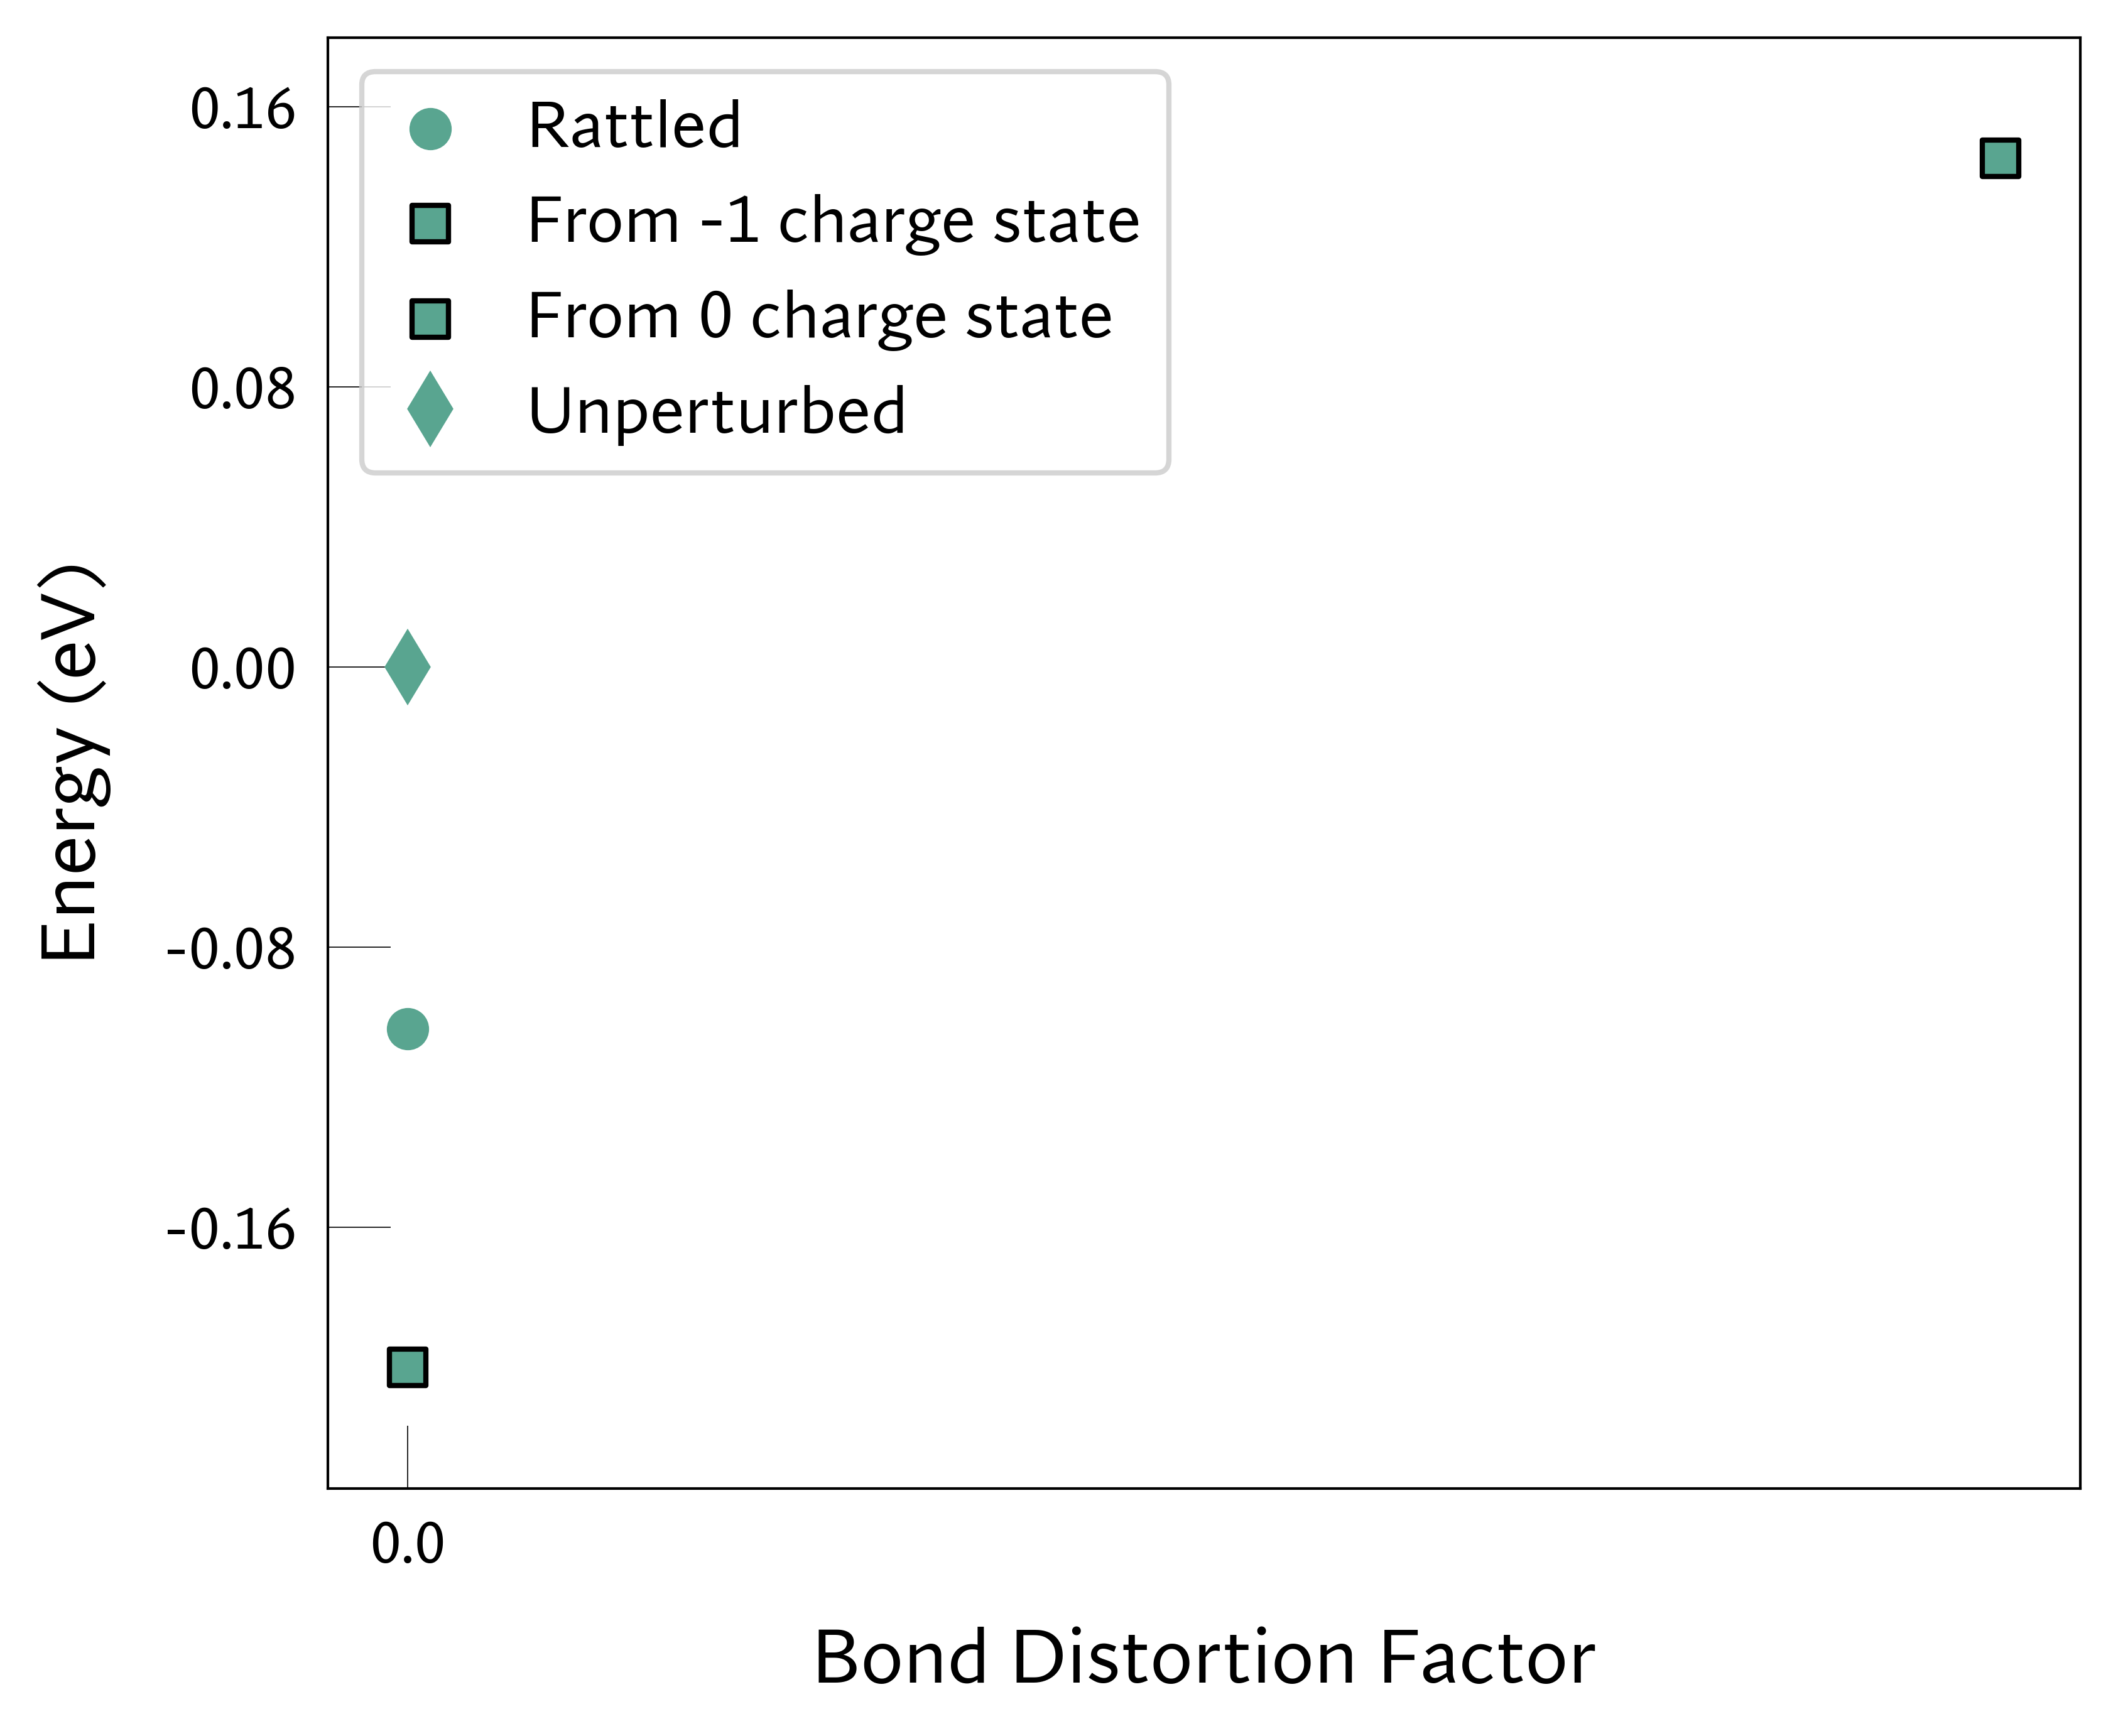 0.16
0.08
0.00
-0.08
-0.16
Energy (eV)
Rattled
From -1 charge state
From 0 charge state
Unperturbed
0.0
Bond Distortion Factor